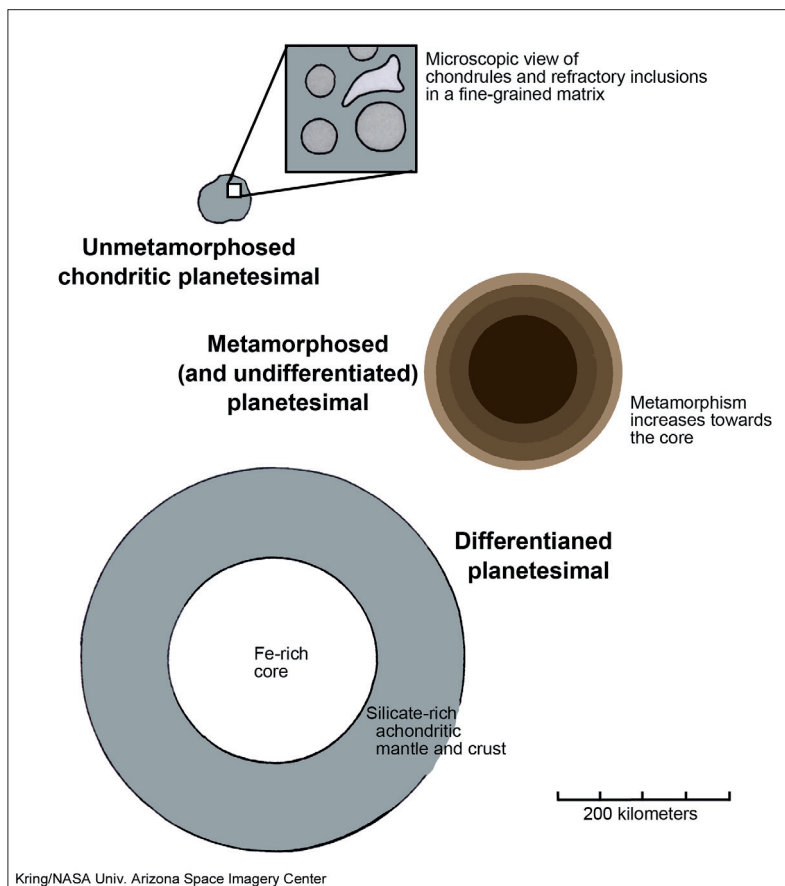 Microscopic view of
chondrules and refractory inclusions
in a fine-grained matrix
Unmetamorphosed
chondritic planetesimal
Metamorphosed
(and undifferentiated)
planetesimal
Metamorphism
increases towards
the core
Differentianed
planetesimal
Fe-rich
core
Silicate-rich
achondritic
mantle and crust
200 kilometers
Kring/NASA Univ. Arizona Space Imagery Center